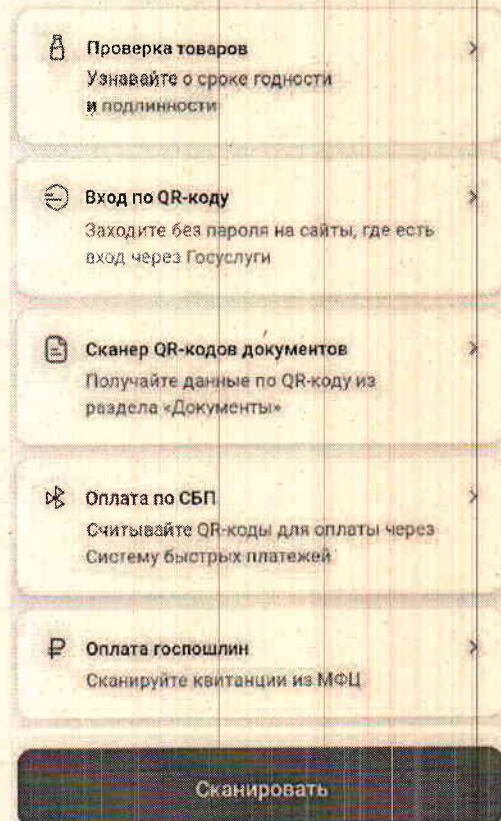 Проверка товаров
Узнавайте о сроке годности
и подлинности
Вход по QR-коду
Заходите без пароля на сайты, где есть
вход через Госуслуги
Сканер QR-кодов документов
Получайте данные по QR-коду из
раздела «Документы»
Оплата по СБП
Считывайте QR-коды для оплаты через
Систему быстрых платежей
Оплата госпошлин
Сканируйте квитанции из МФЦ
Сканировать